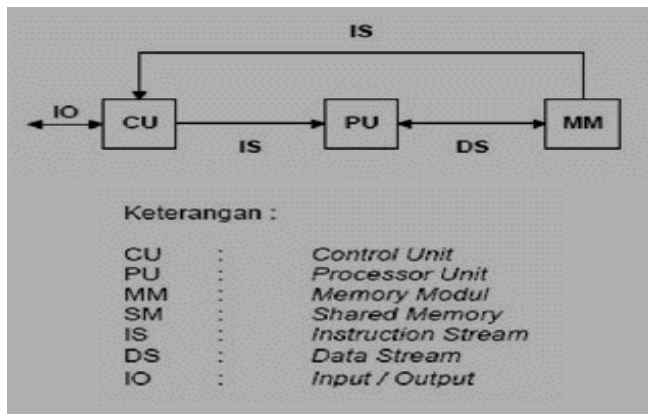 IS
IO
CU
PU
MM
IS
DS
Keterangan :
CU : Control Unit
PU : Processor Unit
MM : Memory Modul
SM : Shared Memory
IS : Instruction Stream
DS : Data Stream
IO : Input / Output